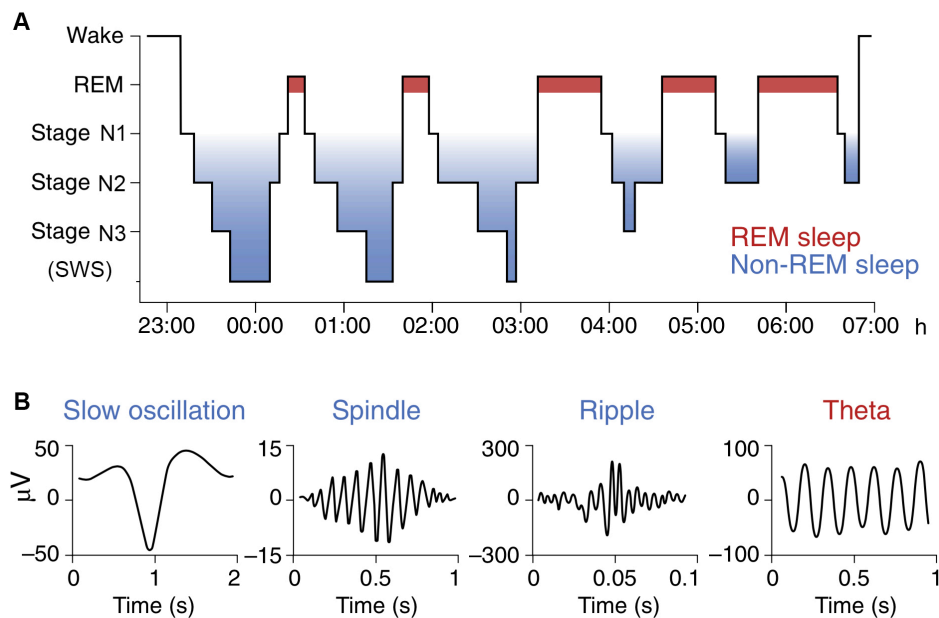 A
Wake
REM
Stage N1
Stage N2
Stage N3
(SWS)
REM sleep
Non-REM sleep
23:00 00:00 01:00 02:00 03:00 04:00 05:00 06:00 07:00 h
B
Slow oscillation Spindle Ripple Theta
50 15 300 100
µV
0 0 0 0
–50 –15 –300 –100
0 1 2 0 0.5 1 0 0.05 0.1 0 0.5 1
Time (s) Time (s) Time (s) Time (s)